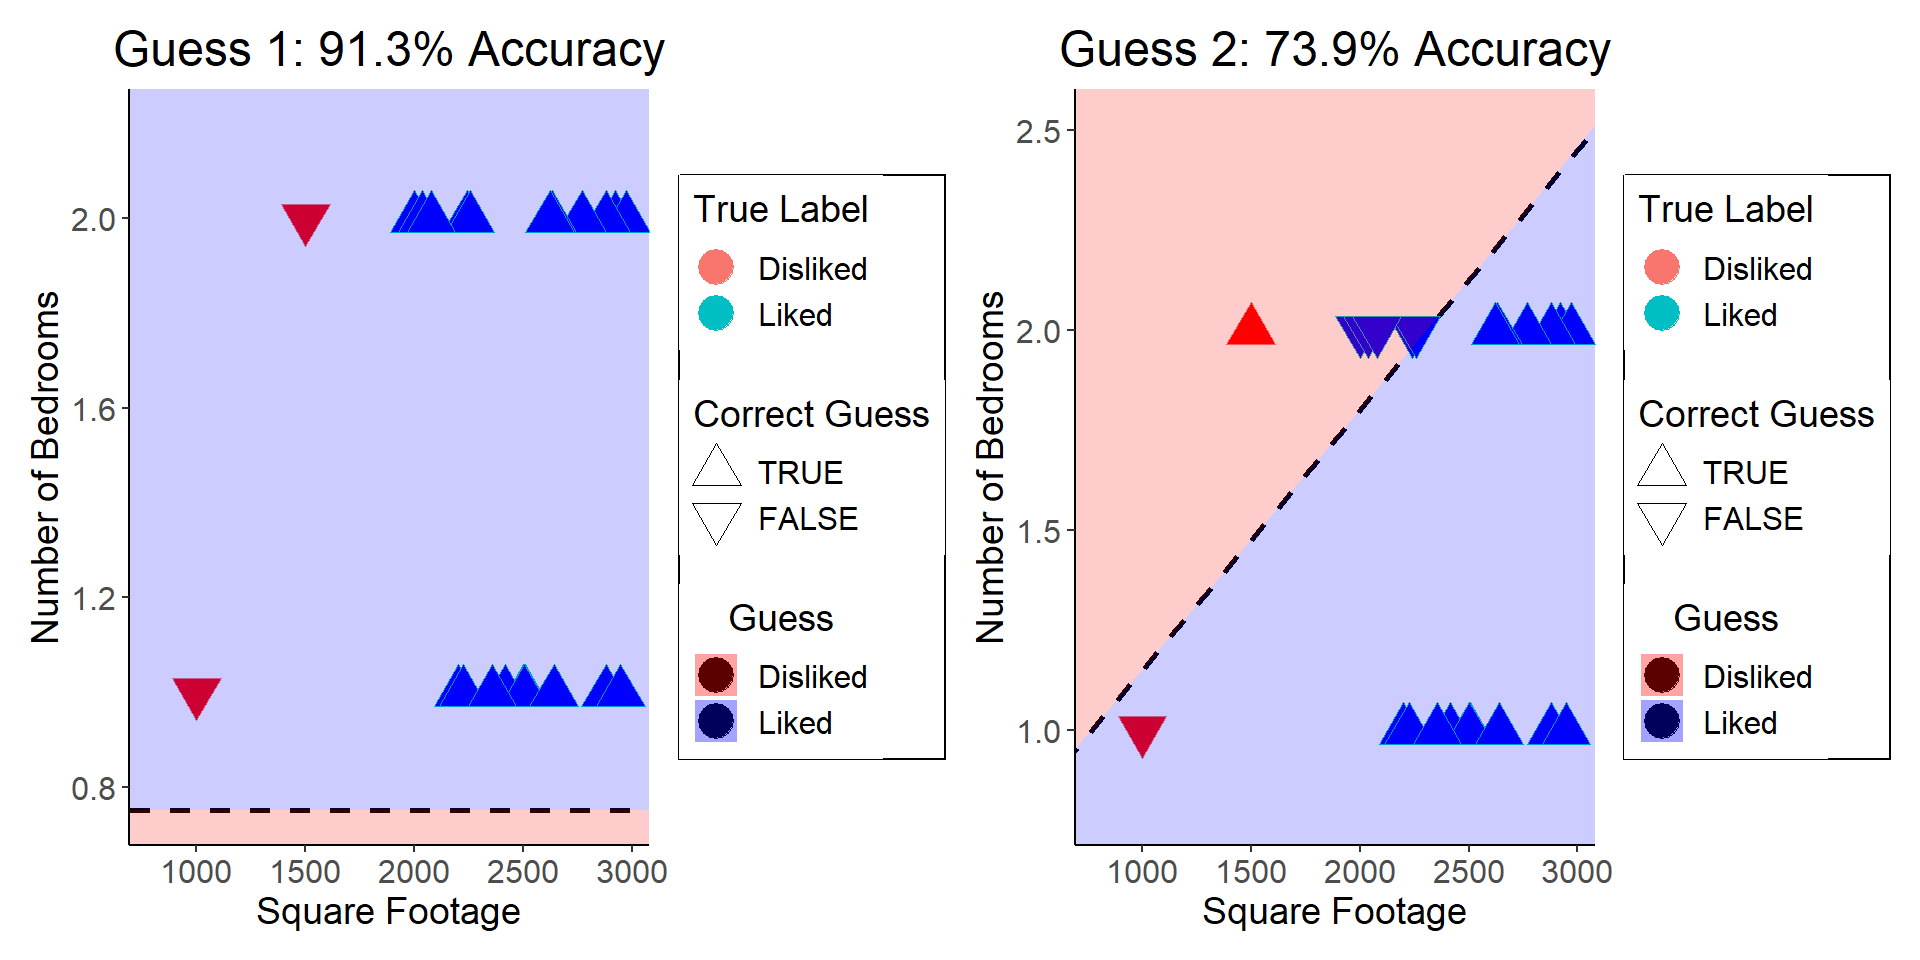 Guess 1: 91.3% Accuracy
Number of Bedrooms
2.0
1.6
1.2
0.8
1000 1500 2000 2500 3000
Square Footage
True Label
Disliked
Liked
Correct Guess
TRUE
FALSE
Guess
Disliked
Liked
Guess 2: 73.9% Accuracy
Number of Bedrooms
2.5
2.0
1.5
1.0
1000 1500 2000 2500 3000
Square Footage
True Label
Disliked
Liked
Correct Guess
TRUE
FALSE
Guess
Disliked
Liked